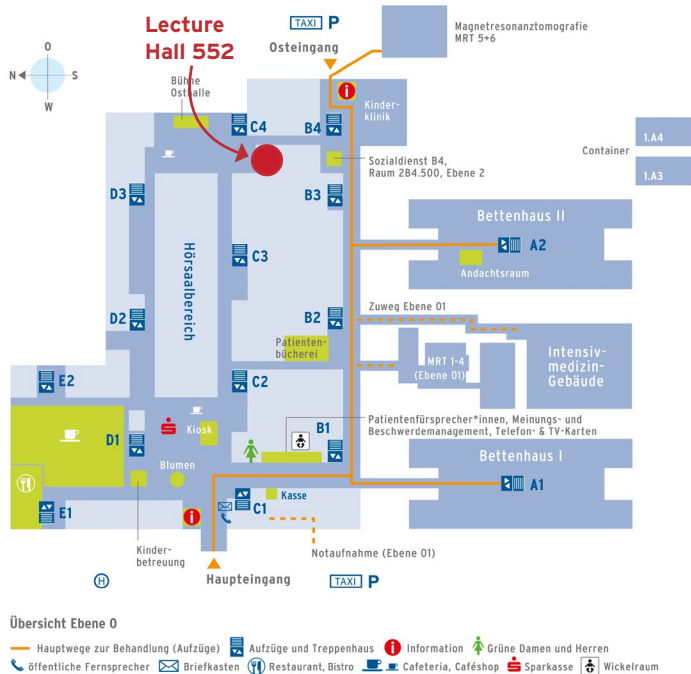 Lecture
Hall 552
TAXI P
Osteingang
Magnetresonanztomografie
MRT 5+6
O
N S
W
Bühne
Osthalle
C4
B4
i
Kinder-
klinik
Sozialdienst B4,
Raum 2B4.500, Ebene 2
Container
1.A4
1.A3
D3
B3
Bettenhaus II
A2
Andachtsraum
C3
Hörsaalbereich
D2
B2
Zuweg Ebene 01
Patienten-
bücherei
MRT 1-4
(Ebene 01)
Intensiv-
medizin-
Gebäude
E2
C2
Kiosk
D1
B1
Patientenfürsprecher*innen, Meinungs- und
Beschwerdemanagement, Telefon- & TV-Karten
Blumen
Bettenhaus I
A1
Kasse
E1
i
C1
Kinder-
betreuung
Notaufnahme (Ebene 01)
H
Haupteingang
TAXI P
Übersicht Ebene 0
Hauptwege zur Behandlung (Aufzüge) Aufzüge und Treppenhaus i Information Grüne Damen und Herren
öffentliche Fernsprecher Briefkasten Restaurant, Bistro Cafeteria, Caféshop Sparkasse Wickelraum